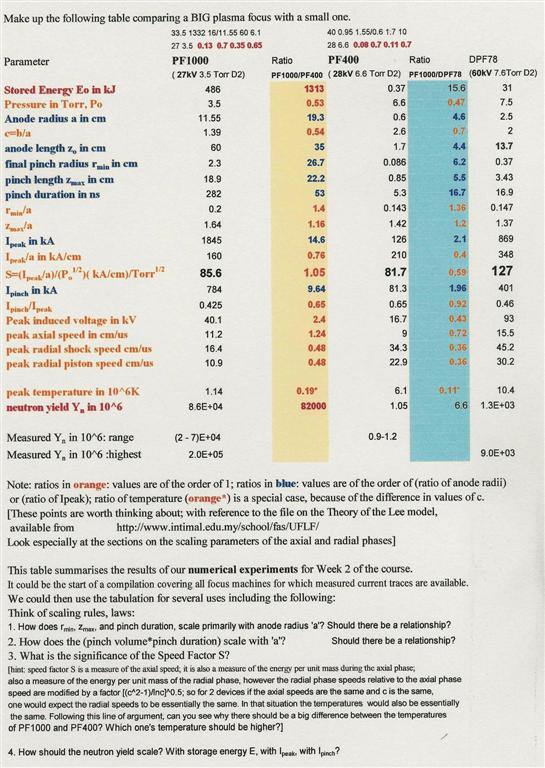 Make up the following table comparing a BIG plasma focus with a small one.
33.5 1332 16/11.55 60 6.1 40 0.95 1.55/0.6 1.7 10
27 3.5 0.13 0.7 0.35 0.65 28 6.6 0.08 0.7 0.11 0.7
Parameter PF1000 Ratio PF400 Ratio DPF78
( 27kV 3.5 Torr D2) PF1000/PF400 ( 28kV 6.6 Torr D2) PF1000/DPF78 (60kV 7.6Torr D2)
Stored Energy Eo in kJ 486 1313 0.37 15.6 31
Pressure in Torr, Po 3.5 0.53 6.6 0.47 7.5
Anode radius a in cm 11.55 19.3 0.6 4.6 2.5
c=b/a 1.39 0.54 2.6 0.7 2
anode length zo in cm 60 35 1.7 4.4 13.7
final pinch radius rmin in cm 2.3 26.7 0.086 6.2 0.37
pinch length zmax in cm 18.9 22.2 0.85 5.5 3.43
pinch duration in ns 282 53 5.3 16.7 16.9
rmin/a 0.2 1.4 0.143 1.36 0.147
zmax/a 1.64 1.16 1.42 1.2 1.37
Ipeak in kA 1845 14.6 126 2.1 869
Ipeak/a in kA/cm 160 0.76 210 0.4 348
S=(Ipeak/a)/(Po^1/2)( kA/cm)/Torr^1/2 85.6 1.05 81.7 0.59 127
Ipinch in kA 784 9.64 81.3 1.96 401
Ipinch/Ipeak 0.425 0.65 0.65 0.92 0.46
Peak induced voltage in kV 40.1 2.4 16.7 0.43 93
peak axial speed in cm/us 11.2 1.24 9 0.72 15.5
peak radial shock speed cm/us 16.4 0.48 34.3 0.36 45.2
peak radial piston speed cm/us 10.9 0.48 22.9 0.36 30.2
peak temperature in 10^6K 1.14 0.19* 6.1 0.11* 10.4
neutron yield Yn in 10^6 8.6E+04 82000 1.05 6.6 1.3E+03
Measured Yn in 10^6: range (2 - 7)E+04 0.9-1.2
Measured Yn in 10^6 :highest 2.0E+05 9.0E+03
Note: ratios in orange: values are of the order of 1; ratios in blue: values are of the order of (ratio of anode radii)
or (ratio of Ipeak); ratio of temperature (orange*) is a special case, because of the difference in values of c.
[These points are worth thinking about; with reference to the file on the Theory of the Lee model,
available from http://www.intimal.edu.my/school/fas/UFLF/
Look especially at the sections on the scaling parameters of the axial and radial phases]
This table summarises the results of our numerical experiments for Week 2 of the course.
It could be the start of a compilation covering all focus machines for which measured current traces are available.
We could then use the tabulation for several uses including the following:
Think of scaling rules, laws:
1. How does rmin, zmax, and pinch duration, scale primarily with anode radius 'a'? Should there be a relationship?
2. How does the (pinch volume*pinch duration) scale with 'a'? Should there be a relationship?
3. What is the significance of the Speed Factor S?
[hint: speed factor S is a measure of the axial speed; it is also a measure of the energy per unit mass during the axial phase;
also a measure of the energy per unit mass of the radial phase, however the radial phase speeds relative to the axial phase
speed are modified by a factor [(c^2-1)/lnc]^0.5; so for 2 devices if the axial speeds are the same and c is the same,
one would expect the radial speeds to be essentially the same. In that situation the temperatures would also be essentially
the same. Following this line of argument, can you see why there should be a big difference between the temperatures
of PF1000 and PF400? Which one's temperature should be higher?]
4. How should the neutron yield scale? With storage energy E, with Ipeak, with Ipinch?